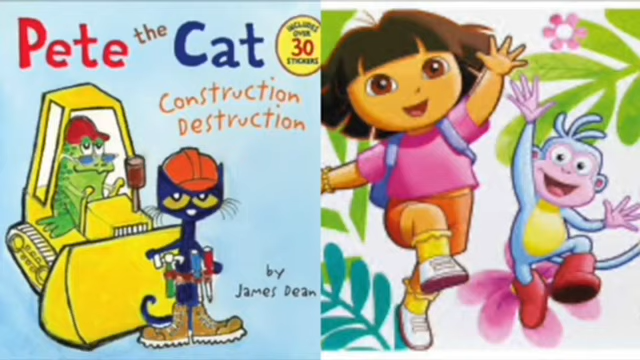 Pete the Cat
INCLUDES
OVER
30
STICKERS
Construction
Destruction
by
James Dean